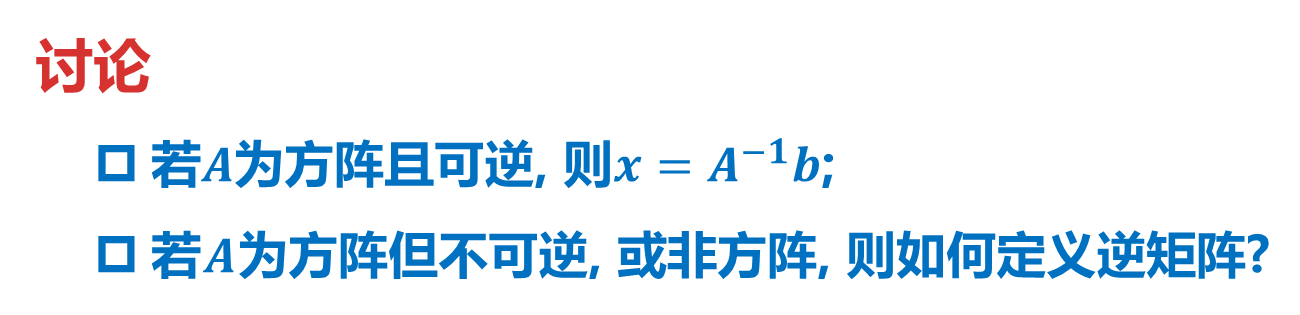 讨论
□ 若A为方阵且可逆, 则x = A⁻¹b;
□ 若A为方阵但不可逆, 或非方阵, 则如何定义逆矩阵?